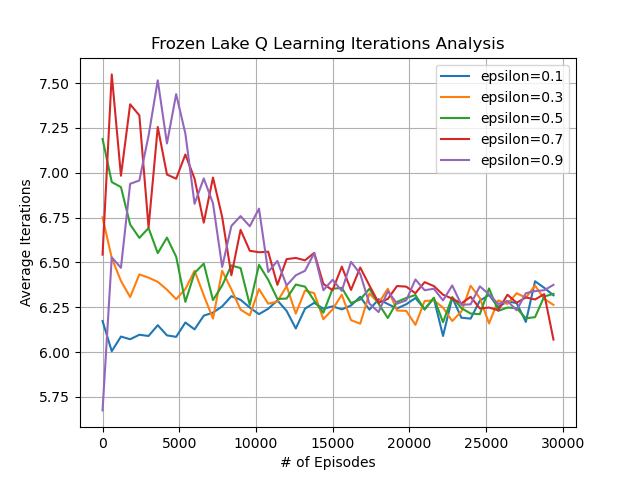 Frozen Lake Q Learning Iterations Analysis
epsilon=0.1
epsilon=0.3
epsilon=0.5
epsilon=0.7
epsilon=0.9
Average Iterations
7.50
7.25
7.00
6.75
6.50
6.25
6.00
5.75
0 5000 10000 15000 20000 25000 30000
# of Episodes